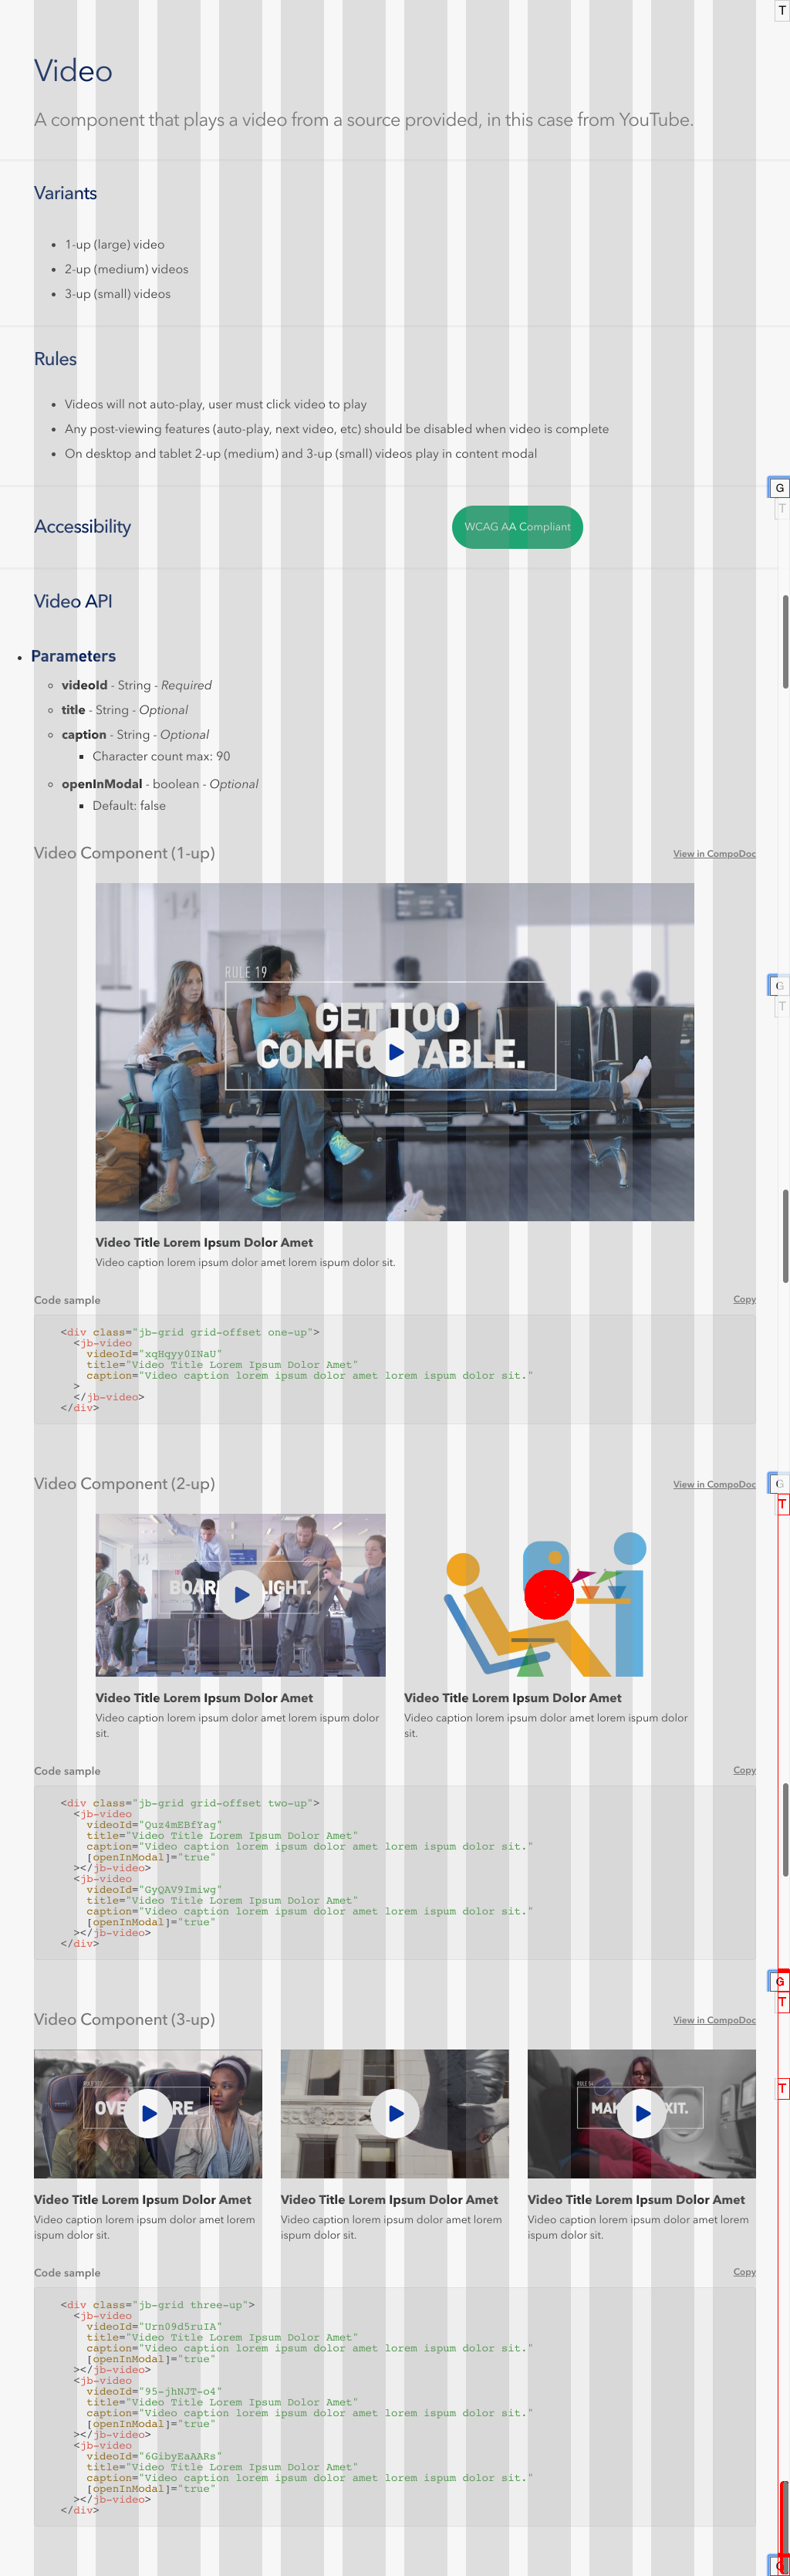 T
Video
A component that plays a video from a source provided, in this case from YouTube.
Variants
1-up (large) video
2-up (medium) videos
3-up (small) videos
Rules
Videos will not auto-play, user must click video to play
Any post-viewing features (auto-play, next video, etc) should be disabled when video is complete
On desktop and tablet 2-up (medium) and 3-up (small) videos play in content modal
G
T
Accessibility
WCAG AA Compliant
Video API
Parameters
videoId - String - Required
title - String - Optional
caption - String - Optional
Character count max: 90
openInModal - boolean - Optional
Default: false
Video Component (1-up)
View in CompoDoc
14
RULE 19
GET TOO
G
T
Video Title Lorem Ipsum Dolor Amet
Video caption lorem ipsum dolor amet lorem ispum dolor sit.
Code sample
Copy
<div class="jb-grid grid-offset one-up">
<jb-video
videoId="xqHqyy0INaU"
title="Video Title Lorem Ipsum Dolor Amet"
caption="Video caption lorem ipsum dolor amet lorem ispum dolor sit."
>
</jb-video>
</div>
Video Component (2-up)
View in CompoDoc
G
T
Video Title Lorem Ipsum Dolor Amet
Video caption lorem ipsum dolor amet lorem ispum dolor
sit.
Video Title Lorem Ipsum Dolor Amet
Video caption lorem ipsum dolor amet lorem ispum dolor
sit.
Code sample
Copy
<div class="jb-grid grid-offset two-up">
<jb-video
videoId="Quz4mEBfYag"
title="Video Title Lorem Ipsum Dolor Amet"
caption="Video caption lorem ipsum dolor amet lorem ispum dolor sit."
[openInModal]="true"
></jb-video>
<jb-video
videoId="GyQAV9Imiwg"
title="Video Title Lorem Ipsum Dolor Amet"
caption="Video caption lorem ipsum dolor amet lorem ispum dolor sit."
[openInModal]="true"
></jb-video>
</div>
G
T
Video Component (3-up)
View in CompoDoc
T
Video Title Lorem Ipsum Dolor Amet
Video caption lorem ipsum dolor amet lorem
ispum dolor sit.
Video Title Lorem Ipsum Dolor Amet
Video caption lorem ipsum dolor amet lorem
ispum dolor sit.
Video Title Lorem Ipsum Dolor Amet
Video caption lorem ipsum dolor amet lorem
ispum dolor sit.
Code sample
Copy
<div class="jb-grid three-up">
<jb-video
videoId="Urn09d5ruIA"
title="Video Title Lorem Ipsum Dolor Amet"
caption="Video caption lorem ipsum dolor amet lorem ispum dolor sit."
[openInModal]="true"
></jb-video>
<jb-video
videoId="95-jhNJT-o4"
title="Video Title Lorem Ipsum Dolor Amet"
caption="Video caption lorem ipsum dolor amet lorem ispum dolor sit."
[openInModal]="true"
></jb-video>
<jb-video
videoId="6GibyEaAARs"
title="Video Title Lorem Ipsum Dolor Amet"
caption="Video caption lorem ipsum dolor amet lorem ispum dolor sit."
[openInModal]="true"
></jb-video>
</div>